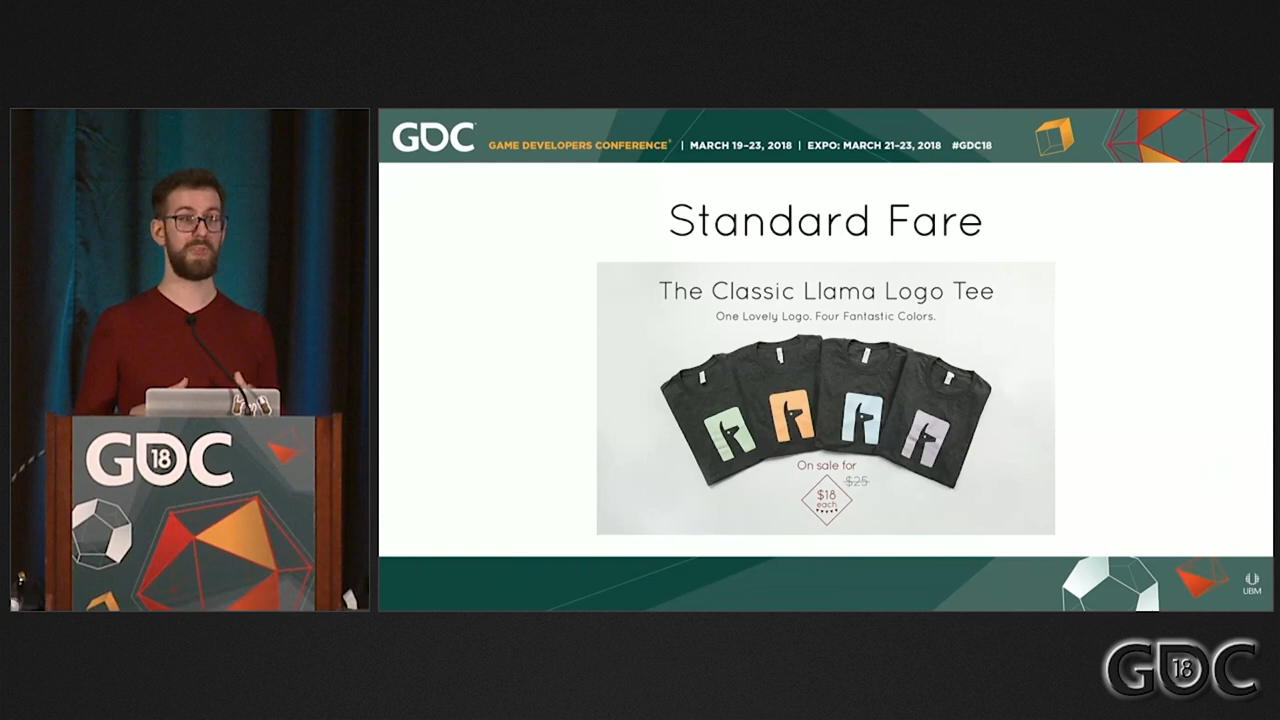 GDC
GAME DEVELOPERS CONFERENCE® | MARCH 19–23, 2018 | EXPO: MARCH 21–23, 2018 #GDC18
Standard Fare
The Classic Llama Logo Tee
One Lovely Logo. Four Fantastic Colors.
On sale for
$25
$18
each
UBM
GDC
18
GDC
18